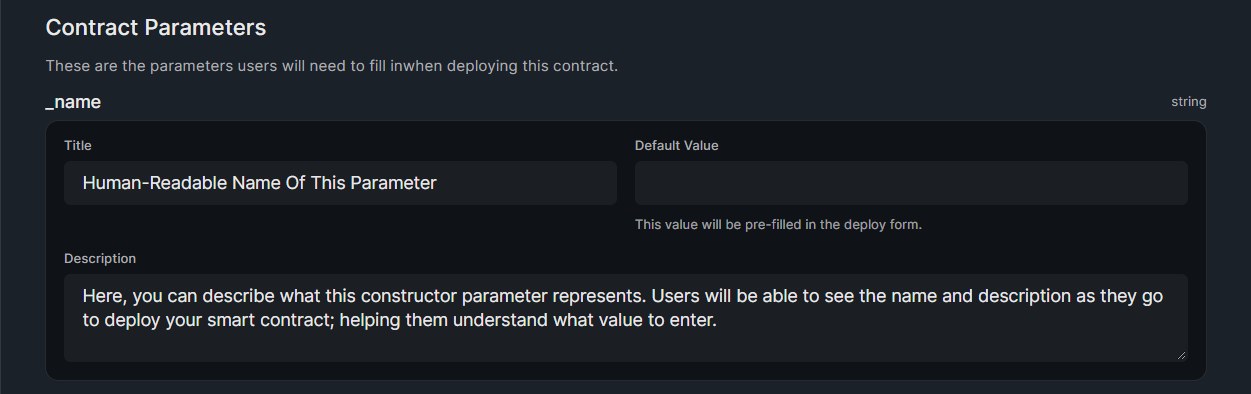 Contract Parameters
These are the parameters users will need to fill inwhen deploying this contract.
_name
string
Title
Default Value
Human-Readable Name Of This Parameter
This value will be pre-filled in the deploy form.
Description
Here, you can describe what this constructor parameter represents. Users will be able to see the name and description as they go
to deploy your smart contract; helping them understand what value to enter.